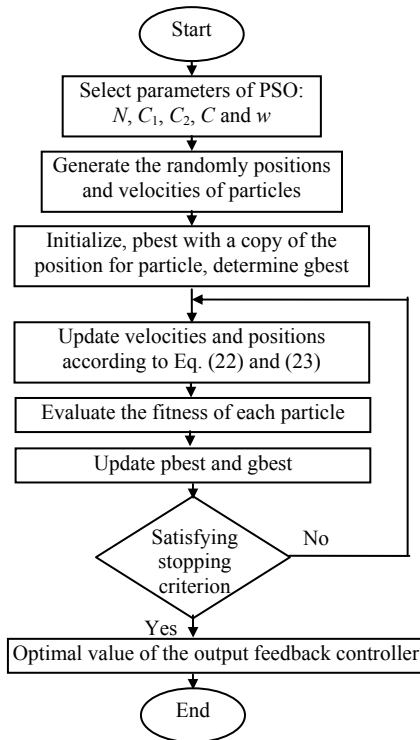 Start
Select parameters of PSO:
N, C₁, C₂, C and w
Generate the randomly positions
and velocities of particles
Initialize, pbest with a copy of the
position for particle, determine gbest
Update velocities and positions
according to Eq. (22) and (23)
Evaluate the fitness of each particle
Update pbest and gbest
Satisfying
stopping
criterion
No
Yes
Optimal value of the output feedback controller
End